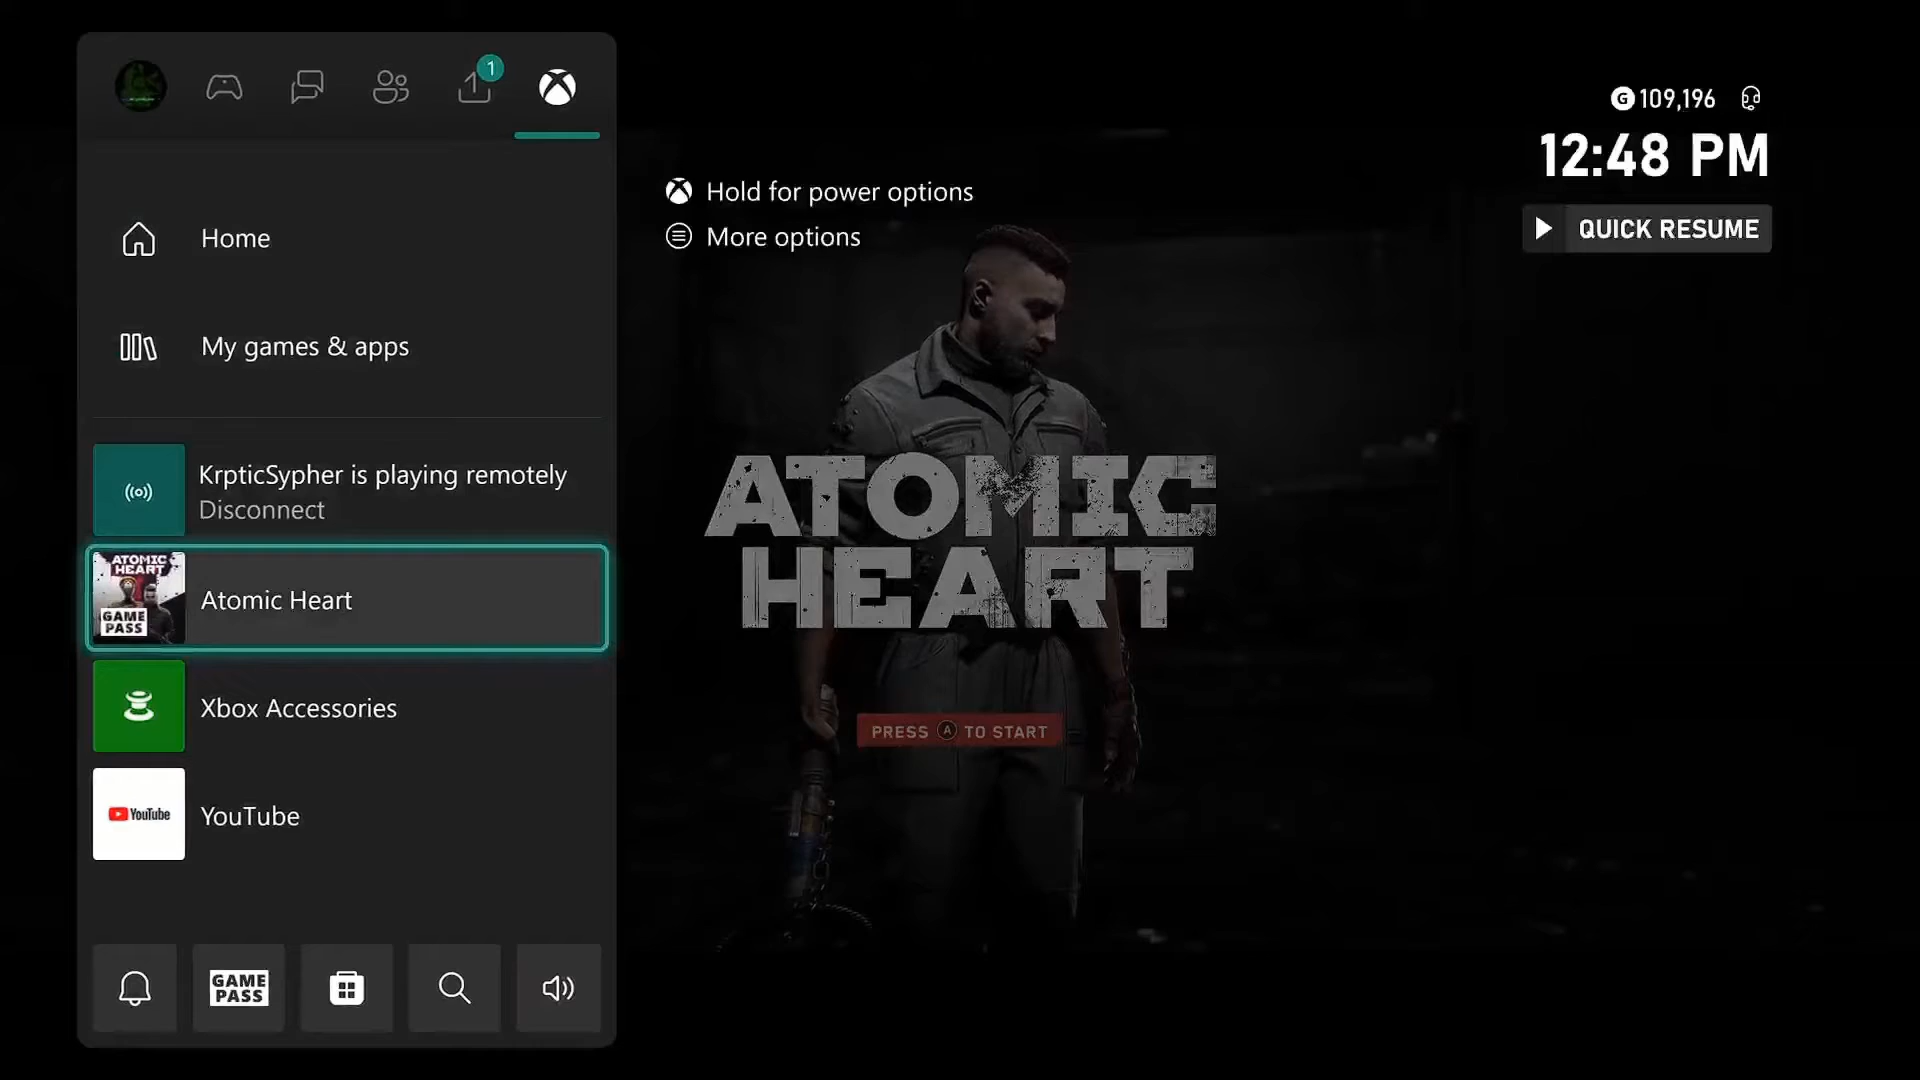 1
Home
My games & apps
KrpticSypher is playing remotely
Disconnect
ATOMIC
HEART
GAME
PASS
Atomic Heart
Xbox Accessories
YouTube
YouTube
GAME
PASS
Hold for power options
More options
ATOMIC
HEART
PRESS A TO START
G 109,196
12:48 PM
QUICK RESUME